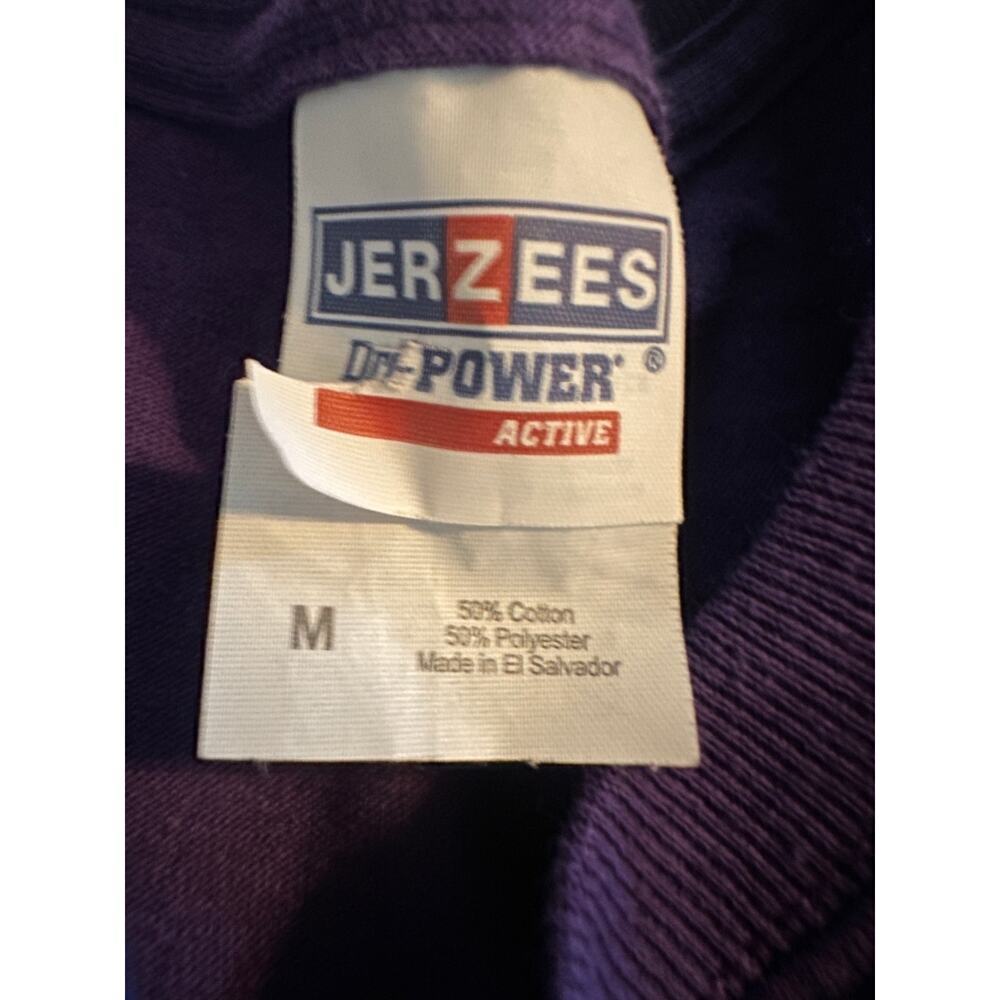 JERZEES
DRI-POWER®
ACTIVE
M
50% Cotton
50% Polyester
Made in El Salvador